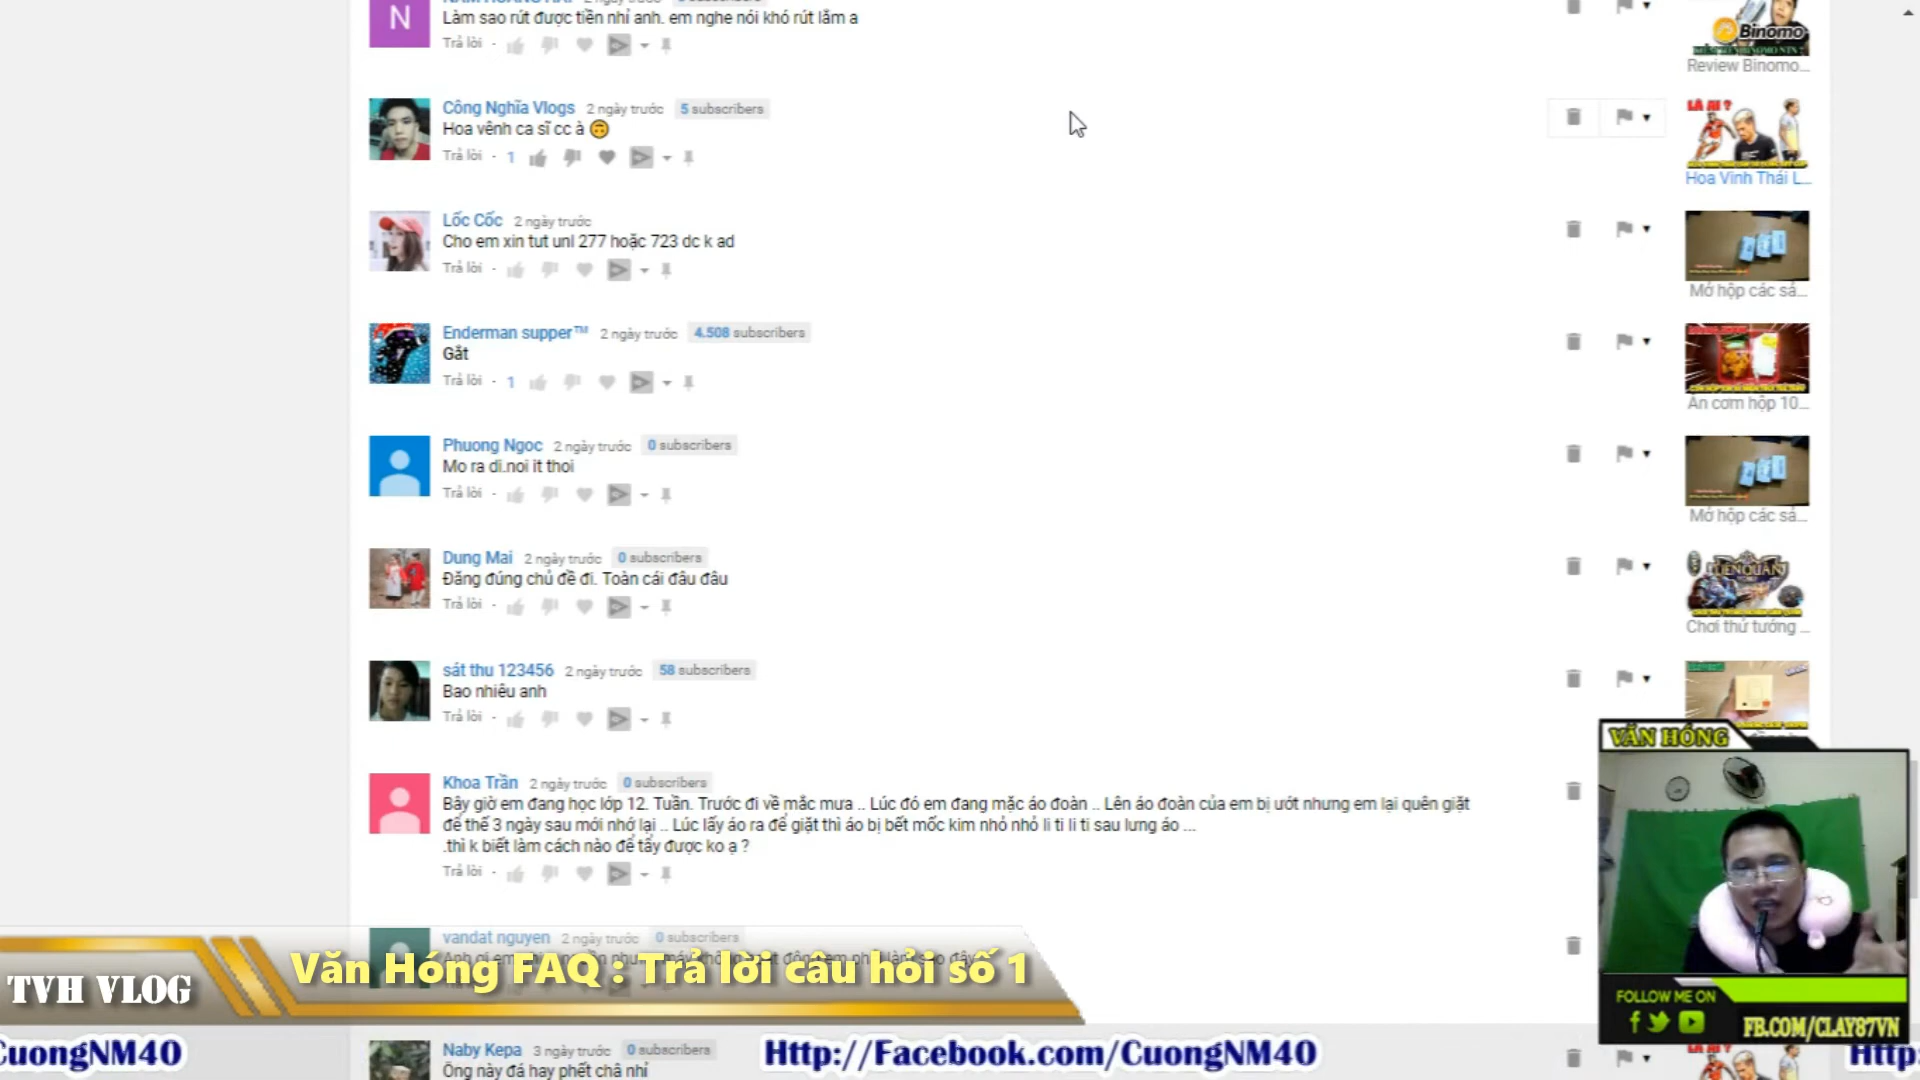 N
Làm sao rút được tiền nhỉ anh. em nghe nói khó rút lắm a
Trả lời
Binomo
Review Binomo...
Công Nghĩa Vlogs 2 ngày trước 5 subscribers
Hoa vênh ca sĩ cc à 🙃
Trả lời · 1
LÀ AI ?
Hoa Vinh Thái L...
Lốc Cốc 2 ngày trước
Cho em xin tut unl 277 hoặc 723 dc k ad
Trả lời
Mở hộp các sả...
Enderman supper™ 2 ngày trước 4.508 subscribers
Gắt
Trả lời · 1
Ăn cơm hộp 10...
Phuong Ngoc 2 ngày trước 0 subscribers
Mo ra di.noi it thoi
Trả lời
Mở hộp các sả...
Dung Mai 2 ngày trước 0 subscribers
Đăng đúng chủ đề đi. Toàn cái đâu đâu
Trả lời
LIÊN QUÂN
Chơi thử tướng ...
sát thu 123456 2 ngày trước 58 subscribers
Bao nhiêu anh
Trả lời
VĂN HÓNG
Khoa Trần 2 ngày trước 0 subscribers
Bây giờ em đang học lớp 12. Tuần. Trước đi về mắc mưa .. Lúc đó em đang mặc áo đoàn .. Lên áo đoàn của em bị ướt nhưng em lại quên giặt
để thế 3 ngày sau mới nhớ lại .. Lúc lấy áo ra để giặt thì áo bị bết mốc kim nhỏ nhỏ li ti li ti sau lưng áo ...
.thì k biết làm cách nào để tẩy được ko ạ ?
Trả lời
vandat nguyen 2 ngày trước 0 subscribers
TVH VLOG
Văn Hóng FAQ : Trả lời câu hỏi số 1
FOLLOW ME ON
FB.COM/CLAY87VN
Naby Kepa 3 ngày trước 0 subscribers
Ông này đá hay phết chả nhỉ
CuongNM40
Http://Facebook.com/CuongNM40
Http: